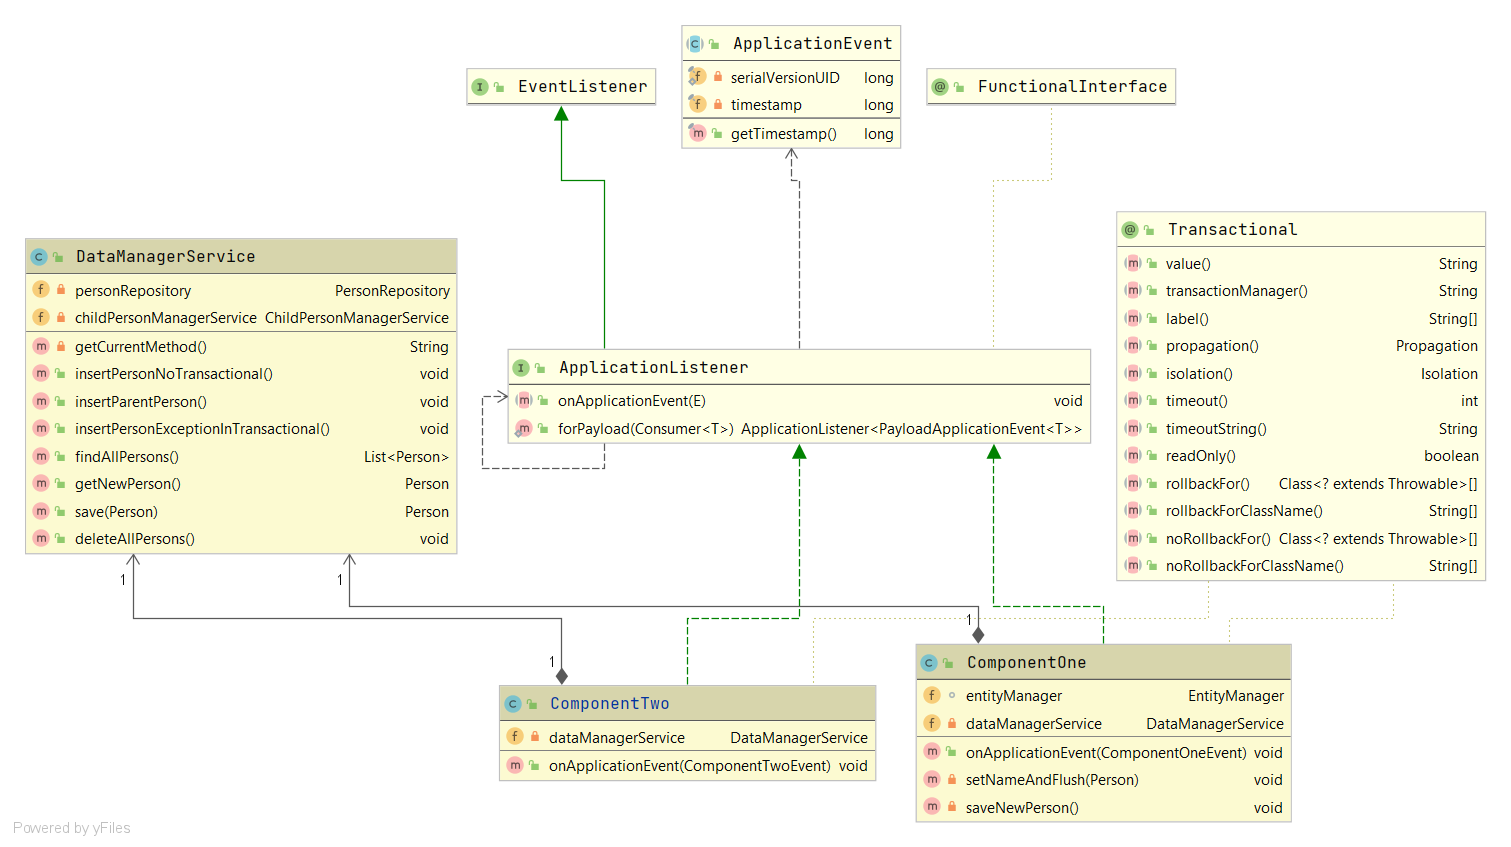 ApplicationEvent
serialVersionUID long
timestamp long
getTimestamp() long
EventListener
FunctionalInterface
Transactional
value() String
transactionManager() String
label() String[]
propagation() Propagation
isolation() Isolation
timeout() int
timeoutString() String
readOnly() boolean
rollbackFor() Class<? extends Throwable>[]
rollbackForClassName() String[]
noRollbackFor() Class<? extends Throwable>[]
noRollbackForClassName() String[]
DataManagerService
personRepository PersonRepository
childPersonManagerService ChildPersonManagerService
getCurrentMethod() String
insertPersonNoTransactional() void
insertParentPerson() void
insertPersonExceptionInTransactional() void
findAllPersons() List<Person>
getNewPerson() Person
save(Person) Person
deleteAllPersons() void
ApplicationListener
onApplicationEvent(E) void
forPayload(Consumer<T>) ApplicationListener<PayloadApplicationEvent<T>>
1
1
1
1
ComponentTwo
dataManagerService DataManagerService
onApplicationEvent(ComponentTwoEvent) void
ComponentOne
entityManager EntityManager
dataManagerService DataManagerService
onApplicationEvent(ComponentOneEvent) void
setNameAndFlush(Person) void
saveNewPerson() void
Powered by yFiles